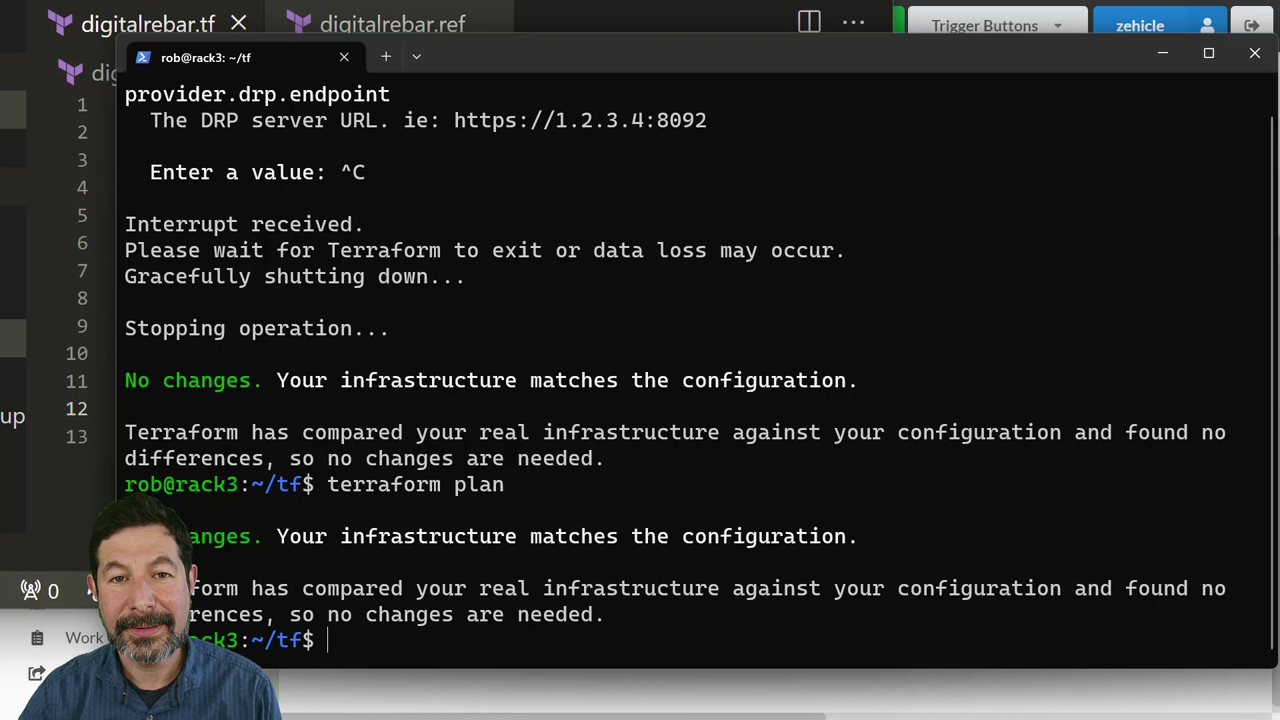 digitalrebar.tf
digitalrebar.ref
Trigger Buttons
zehicle
rob@rack3: ~/tf
dig
1
2
3
4
5
6
7
8
9
10
11
12
13
up
provider.drp.endpoint
The DRP server URL. ie: https://1.2.3.4:8092
Enter a value: ^C
Interrupt received.
Please wait for Terraform to exit or data loss may occur.
Gracefully shutting down...
Stopping operation...
No changes. Your infrastructure matches the configuration.
Terraform has compared your real infrastructure against your configuration and found no
differences, so no changes are needed.
rob@rack3:~/tf$ terraform plan
anges. Your infrastructure matches the configuration.
form has compared your real infrastructure against your configuration and found no
rences, so no changes are needed.
ack3:~/tf$
0
Work